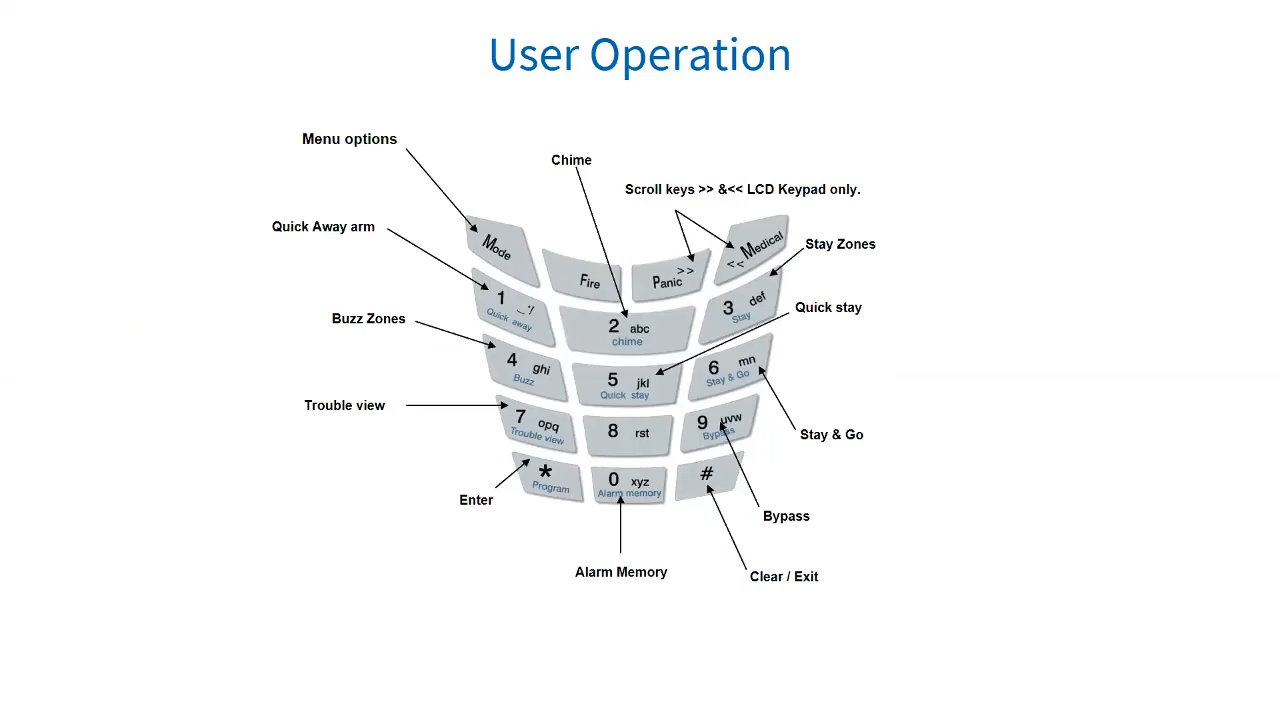 User Operation
Menu options
Chime
Scroll keys >> &<< LCD Keypad only.
Quick Away arm
Stay Zones
Quick stay
Buzz Zones
Trouble view
Stay & Go
Enter
Bypass
Alarm Memory
Clear / Exit
Mode
Fire
>>
Panic
Medical
<<
1 _'/
Quick away
2 abc
chime
3 def
Stay
4 ghi
Buzz
5 jkl
Quick stay
6 mn
Stay & Go
7 opq
Trouble view
8 rst
9 uvw
Bypass
*
Program
0 xyz
Alarm memory
#